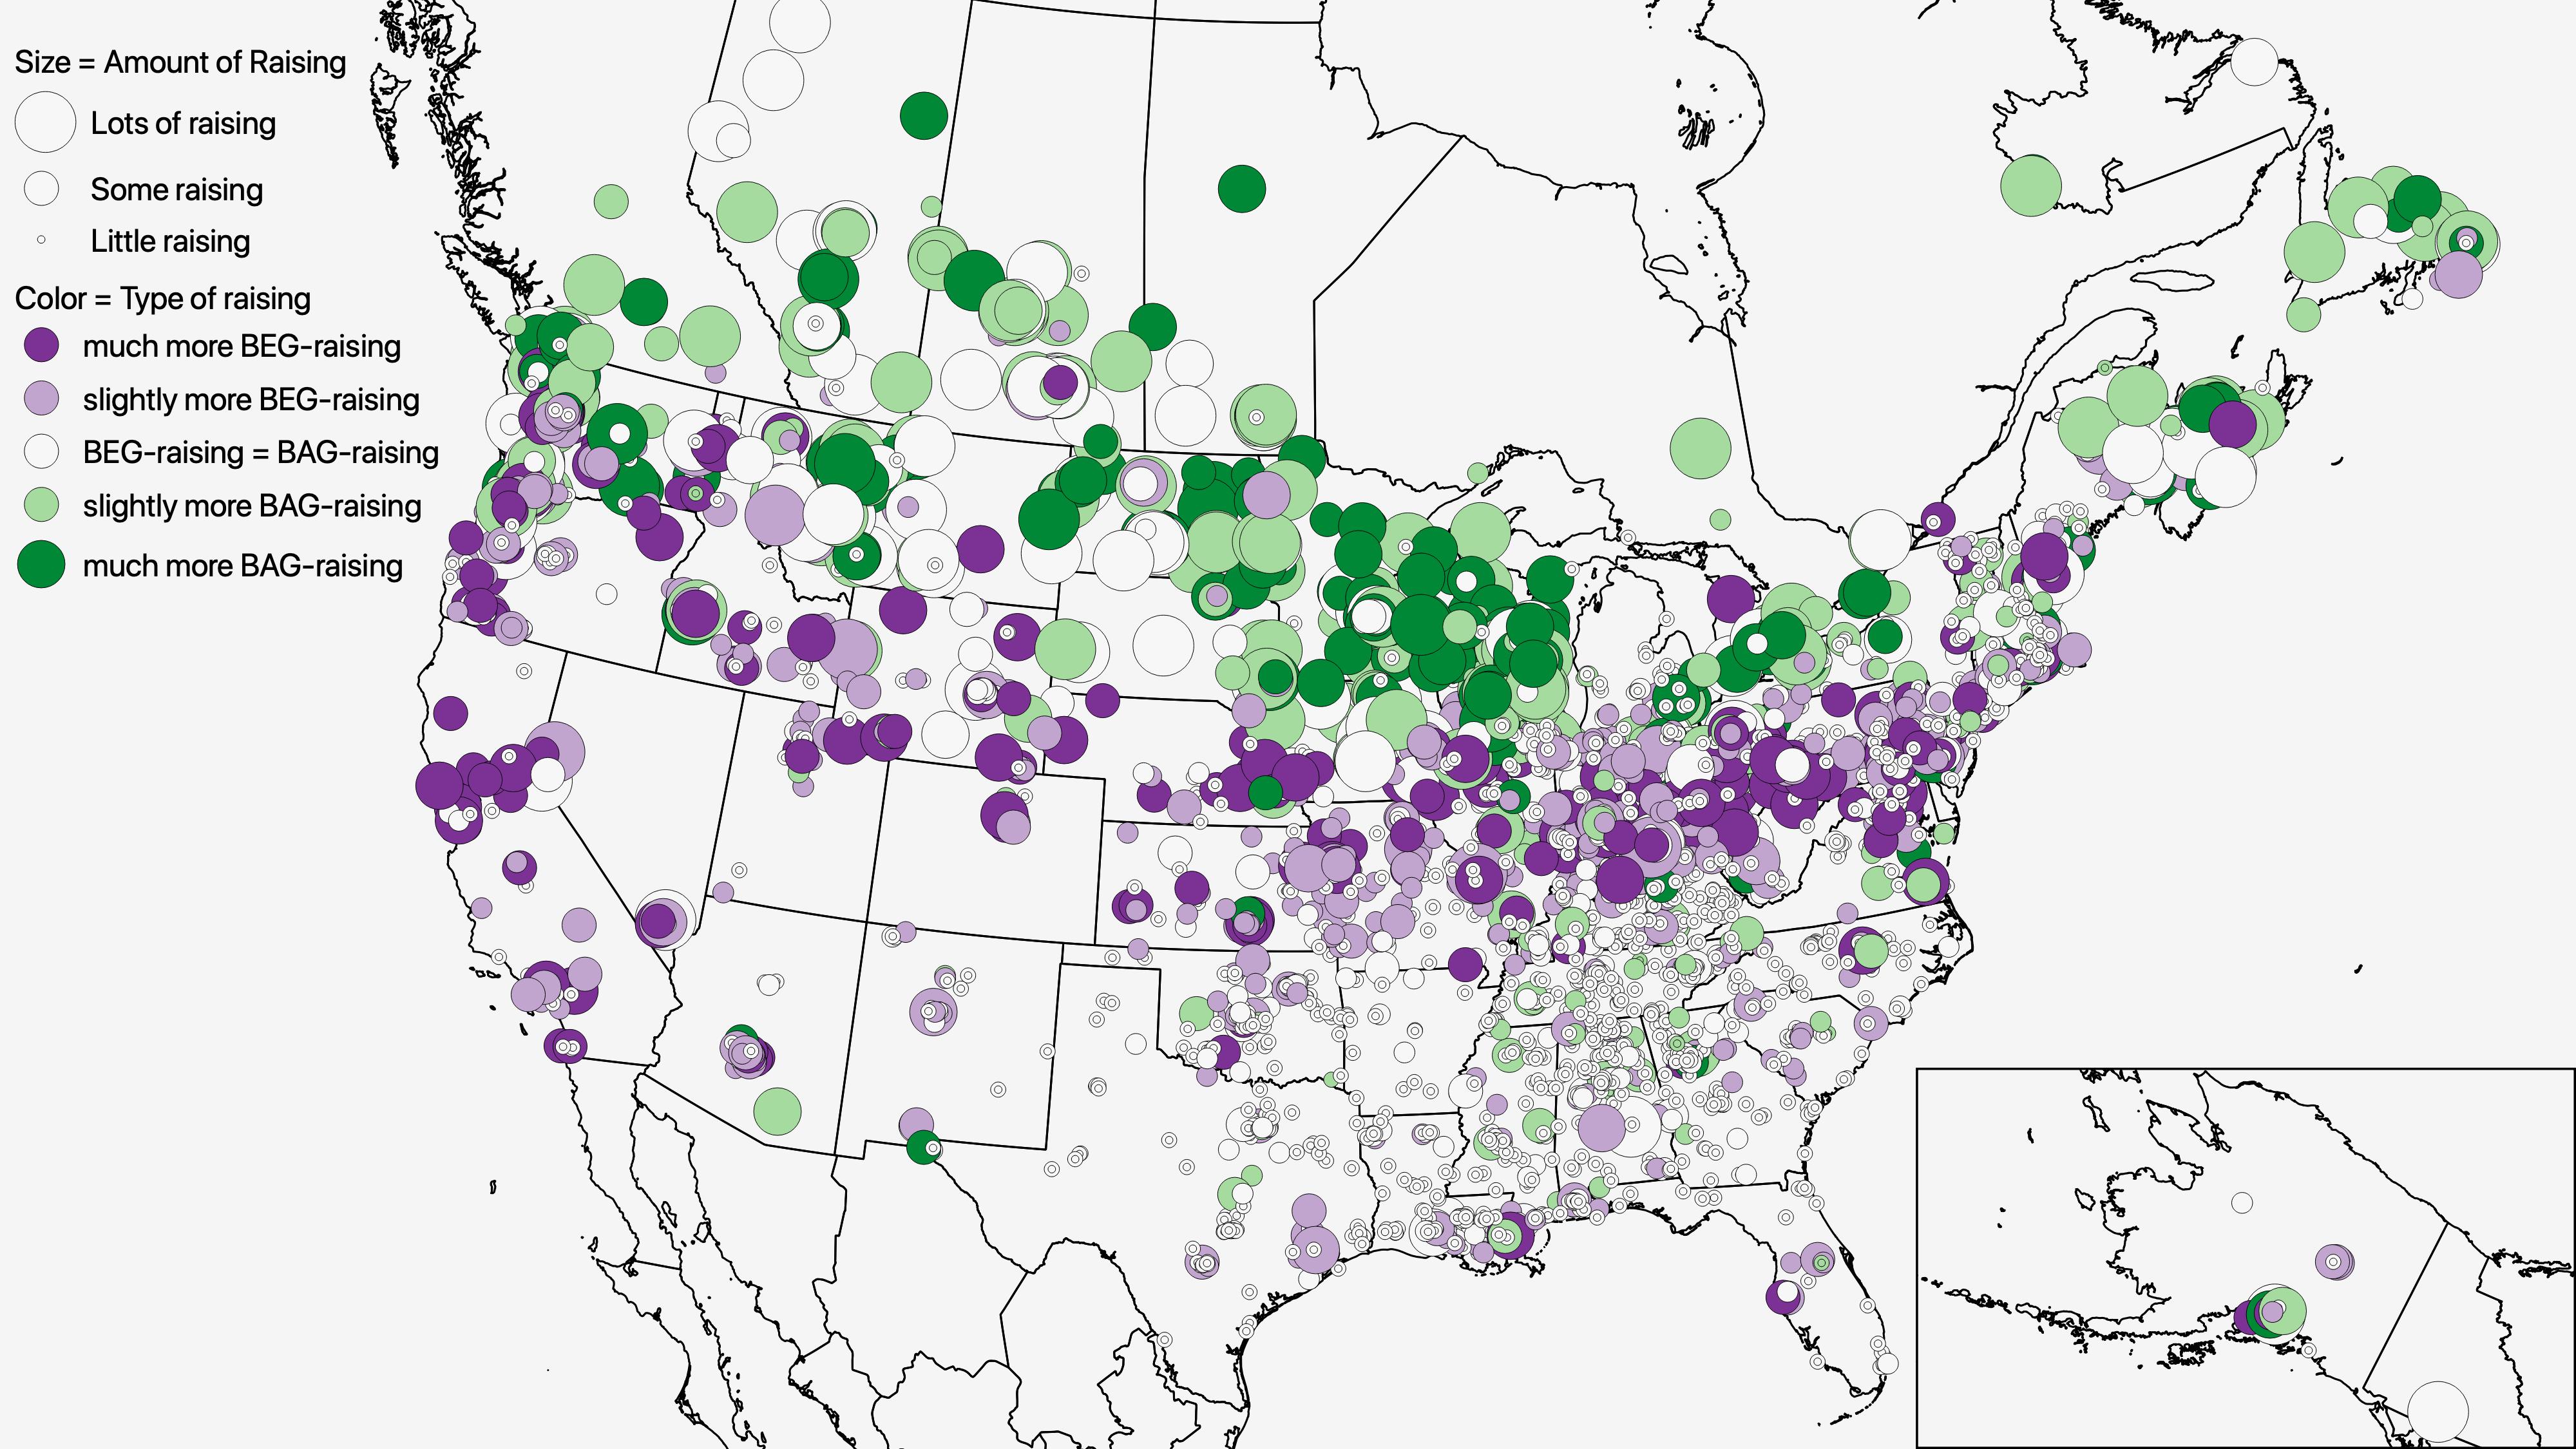 Size = Amount of Raising
Lots of raising
Some raising
Little raising
Color = Type of raising
much more BEG-raising
slightly more BEG-raising
BEG-raising = BAG-raising
slightly more BAG-raising
much more BAG-raising